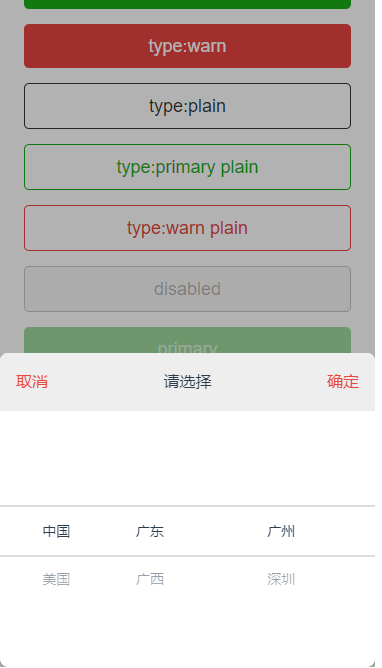 type:warn
type:plain
type:primary plain
type:warn plain
disabled
primary
取消 请选择 确定
中国 广东 广州
美国 广西 深圳